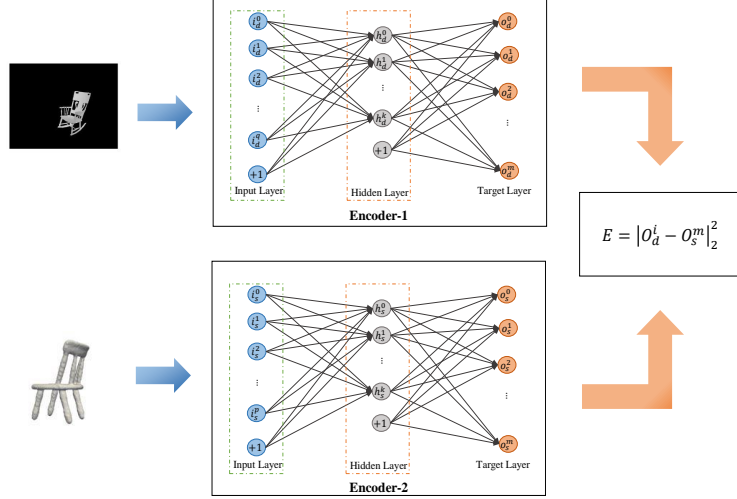 i_d^0
i_d^1
i_d^2
...
i_d^q
+1
Input Layer
h_d^0
h_d^1
...
h_d^k
+1
Hidden Layer
o_d^0
o_d^1
o_d^2
...
o_d^m
Target Layer
Encoder-1
E = |O_d^i − O_s^m|_2^2
i_s^0
i_s^1
i_s^2
...
i_s^p
+1
Input Layer
h_s^0
h_s^1
...
h_s^k
+1
Hidden Layer
o_s^0
o_s^1
o_s^2
...
o_s^m
Target Layer
Encoder-2